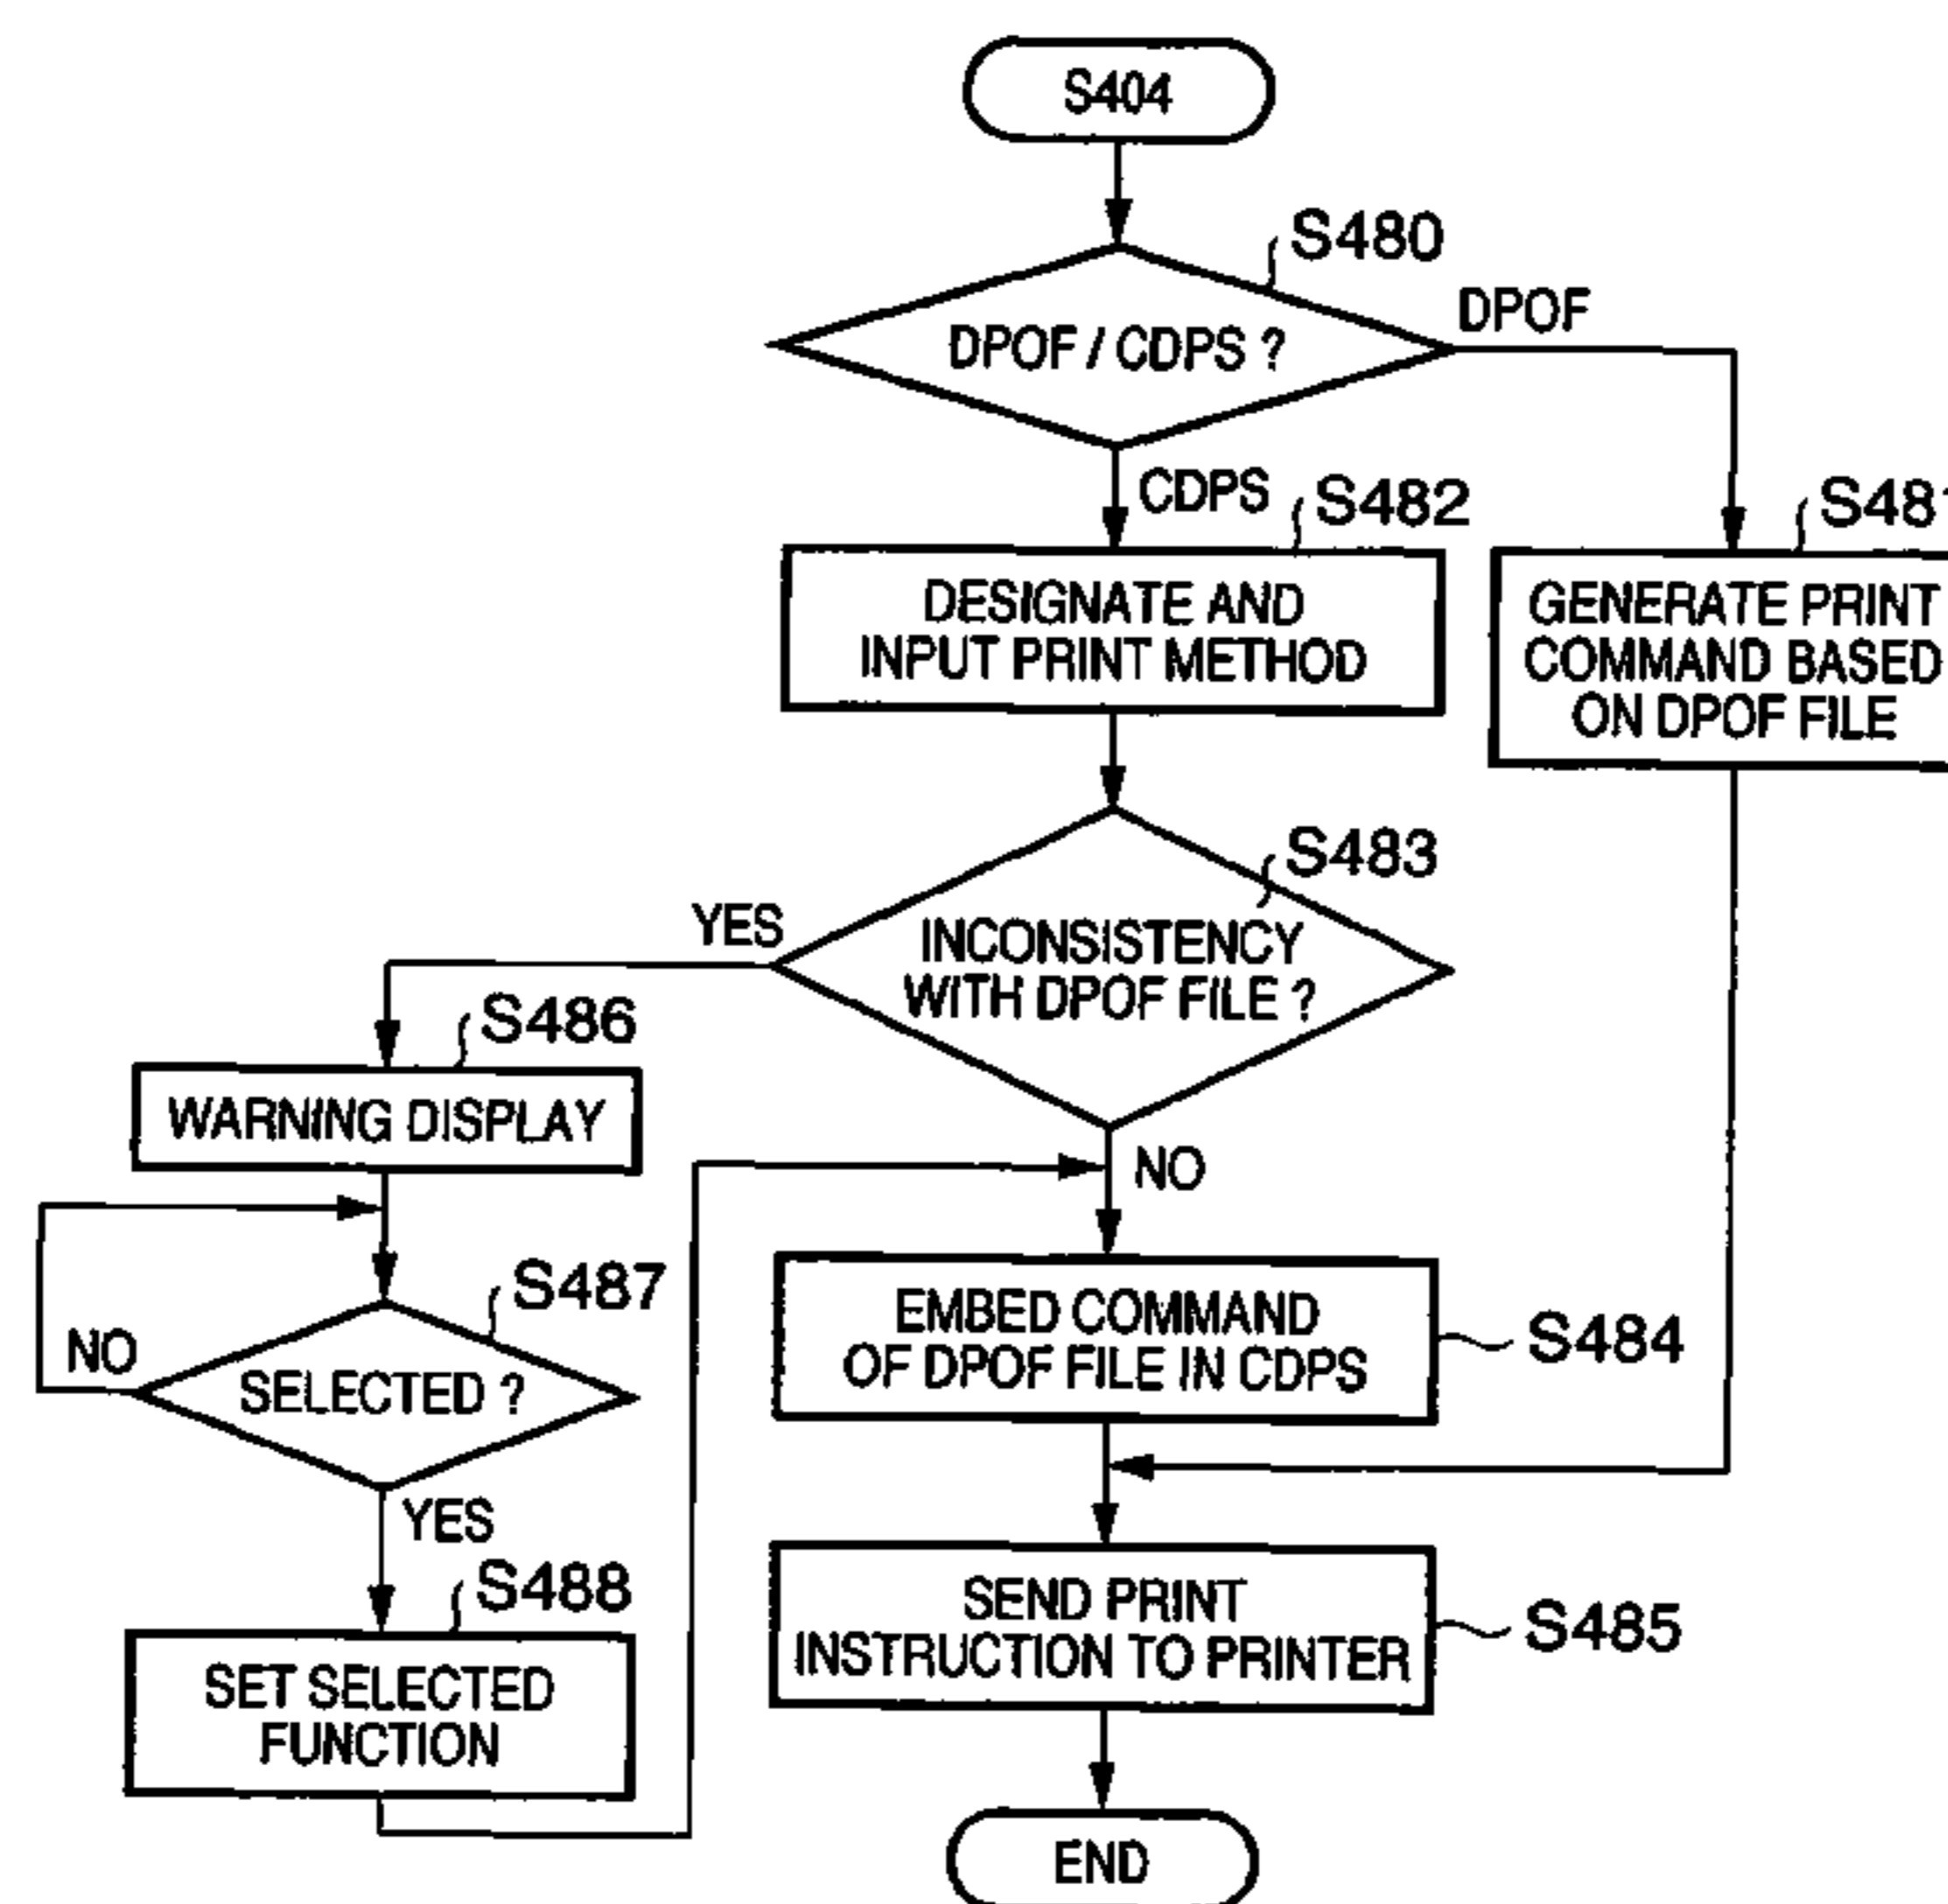 S404
S480
DPOF / CDPS ?
DPOF
CDPS
S482
DESIGNATE AND
INPUT PRINT METHOD
GENERATE PRINT
COMMAND BASED
ON DPOF FILE
S483
YES
INCONSISTENCY
WITH DPOF FILE ?
S486
WARNING DISPLAY
NO
S487
NO
SELECTED ?
EMBED COMMAND
OF DPOF FILE IN CDPS
S484
YES
S488
SET SELECTED
FUNCTION
SEND PRINT
INSTRUCTION TO PRINTER
S485
END